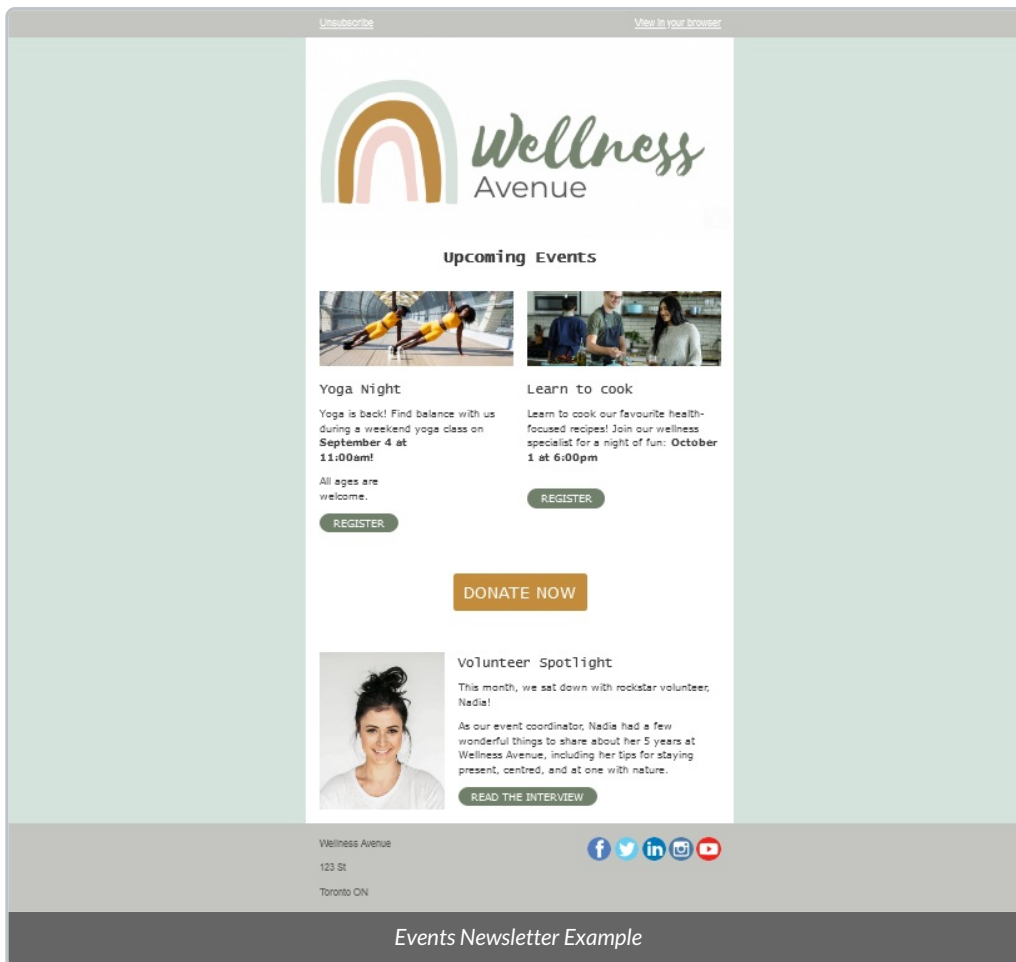 Unsubscribe
View in your browser
Wellness
Avenue
Upcoming Events
Yoga Night
Yoga is back! Find balance with us
during a weekend yoga class on
September 4 at
11:00am!
All ages are
welcome.
REGISTER
Learn to cook
Learn to cook our favourite health-
focused recipes! Join our wellness
specialist for a night of fun: October
1 at 6:00pm
REGISTER
DONATE NOW
Volunteer Spotlight
This month, we sat down with rockstar volunteer,
Nadia!
As our event coordinator, Nadia had a few
wonderful things to share about her 5 years at
Wellness Avenue, including her tips for staying
present, centred, and at one with nature.
READ THE INTERVIEW
Wellness Avenue
123 St
Toronto ON
f
in
Events Newsletter Example